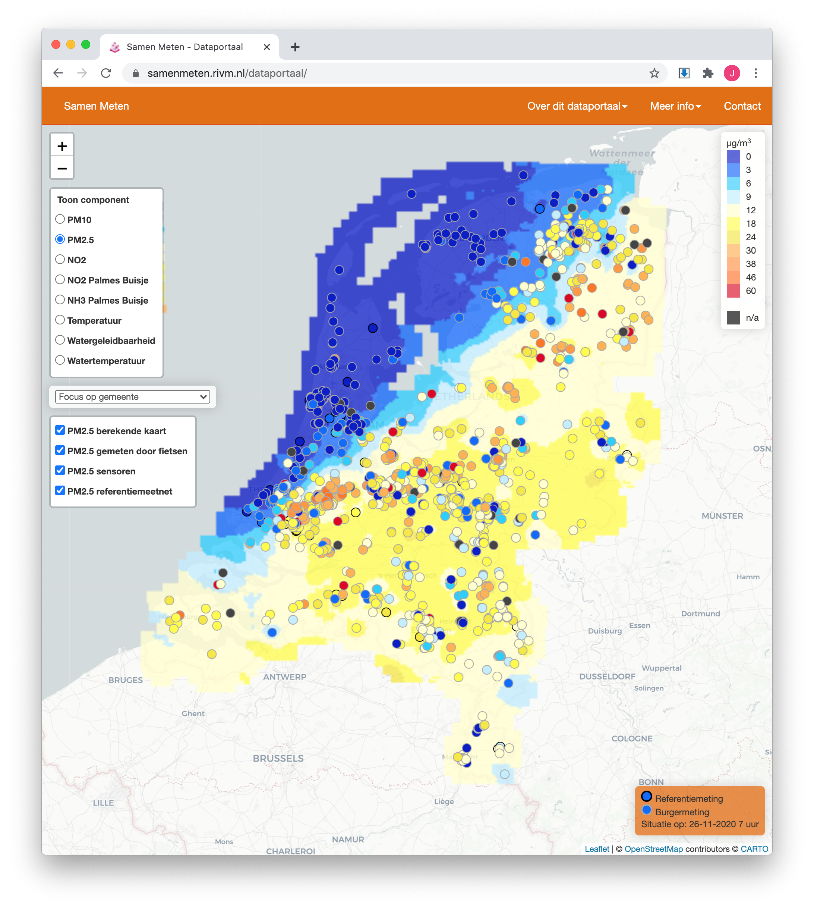 Samen Meten - Dataportaal
samenmeten.rivm.nl/dataportaal/
J
Samen Meten
Over dit dataportaal
Meer info
Contact
+
−
Toon component
PM10
PM2.5
NO2
NO2 Palmes Buisje
NH3 Palmes Buisje
Temperatuur
Watergeleidbaarheid
Watertemperatuur
Focus op gemeente
PM2.5 berekende kaart
PM2.5 gemeten door fietsen
PM2.5 sensoren
PM2.5 referentiemeetnet
µg/m³
0
3
6
9
12
18
24
30
38
46
60
n/a
Wattenmeer
der
MÜNSTER
Hamm
Dortmund
Essen
Duisburg
Wuppertal
DUSSELDORF
Solingen
COLOGNE
BONN
BRUGES
ANTWERP
Ghent
BRUSSELS
LILLE
Liège
Mons
NAMUR
CHARLEROI
Referentiemeting
Burgermeting
Situatie op: 26-11-2020 7 uur
Leaflet | © OpenStreetMap contributors © CARTO